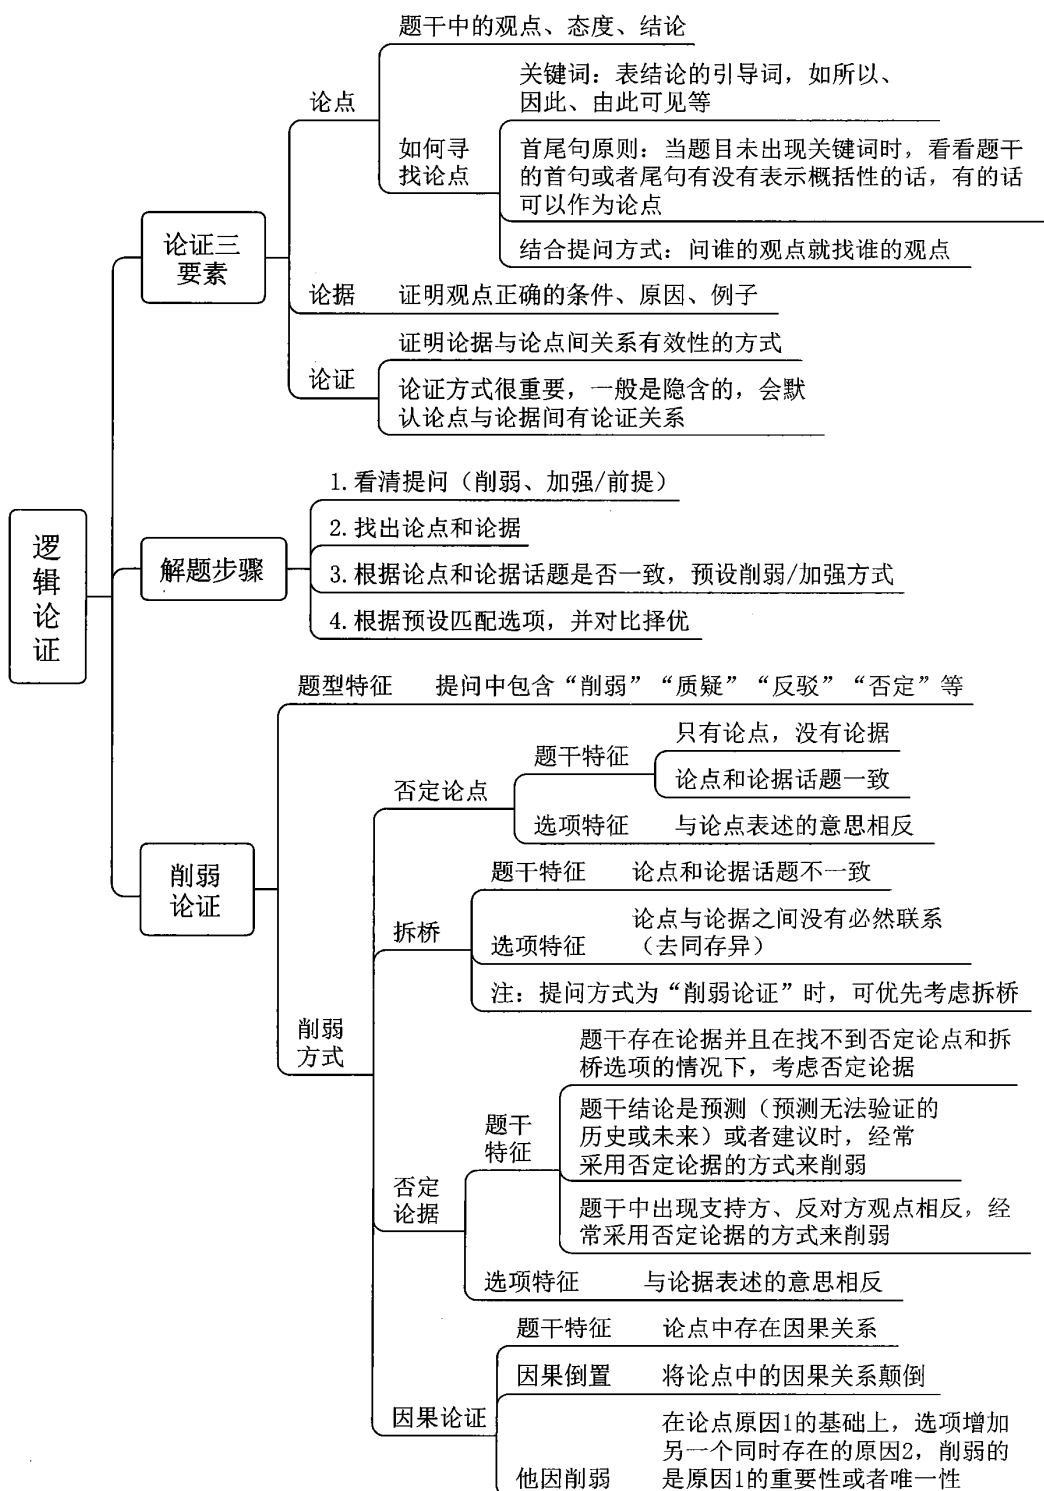 逻辑论证
论证三
要素
论点
题干中的观点、态度、结论
如何寻
找论点
关键词：表结论的引导词，如所以、
因此、由此可见等
首尾句原则：当题目未出现关键词时，看看题干
的首句或者尾句有没有表示概括性的话，有的话
可以作为论点
结合提问方式：问谁的观点就找谁的观点
论据
证明观点正确的条件、原因、例子
论证
证明论据与论点间关系有效性的方式
论证方式很重要，一般是隐含的，会默
认论点与论据间有论证关系
解题步骤
1.看清提问（削弱、加强/前提）
2.找出论点和论据
3.根据论点和论据话题是否一致，预设削弱/加强方式
4.根据预设匹配选项，并对比择优
削弱
论证
题型特征
提问中包含“削弱”“质疑”“反驳”“否定”等
削弱
方式
否定论点
题干特征
只有论点，没有论据
论点和论据话题一致
选项特征
与论点表述的意思相反
拆桥
题干特征
论点和论据话题不一致
选项特征
论点与论据之间没有必然联系
（去同存异）
注：提问方式为“削弱论证”时，可优先考虑拆桥
否定
论据
题干
特征
题干存在论据并且在找不到否定论点和拆
桥选项的情况下，考虑否定论据
题干结论是预测（预测无法验证的
历史或未来）或者建议时，经常
采用否定论据的方式来削弱
题干中出现支持方、反对方观点相反，经
常采用否定论据的方式来削弱
选项特征
与论据表述的意思相反
因果论证
题干特征
论点中存在因果关系
因果倒置
将论点中的因果关系颠倒
他因削弱
在论点原因1的基础上，选项增加
另一个同时存在的原因2，削弱的
是原因1的重要性或者唯一性